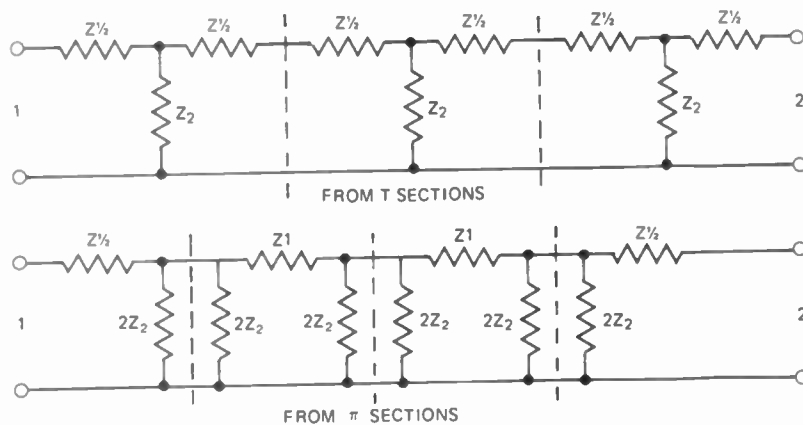 Z½ Z½ Z½ Z½ Z½ Z½
1 Z₂ Z₂ Z₂ 2
FROM T SECTIONS
Z½ Z1 Z1 Z½
1 2Z₂ 2Z₂ 2Z₂ 2Z₂ 2Z₂ 2Z₂ 2
FROM π SECTIONS